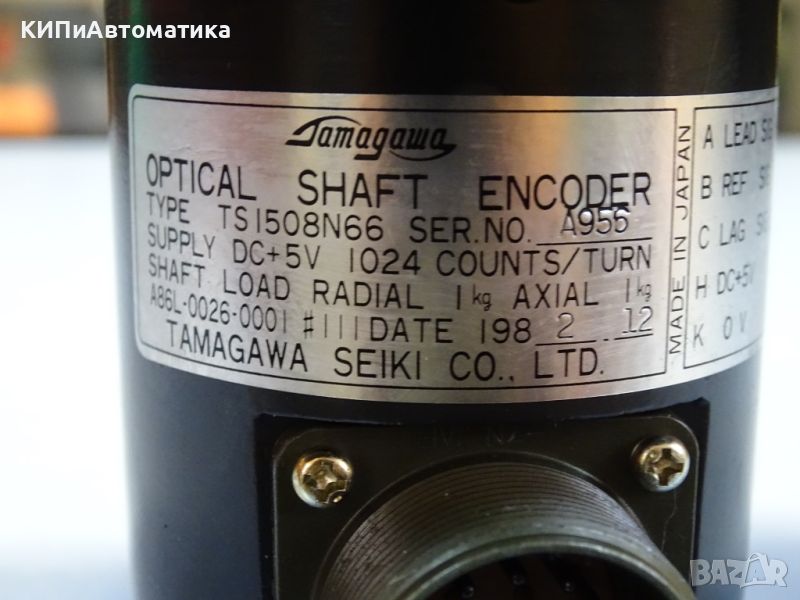 КИПиАвтоматика
Tamagawa
OPTICAL SHAFT ENCODER
TYPE TS1508N66 SER.NO. A956
SUPPLY DC+5V 1024 COUNTS/TURN
SHAFT LOAD RADIAL 1kg AXIAL 1kg
A86L-0026-0001 #111 DATE 198 2 . 12
TAMAGAWA SEIKI CO., LTD.
MADE IN JAPAN
A LEAD
B REF
C LAG
H DC+5V
K 0V
BAZAR